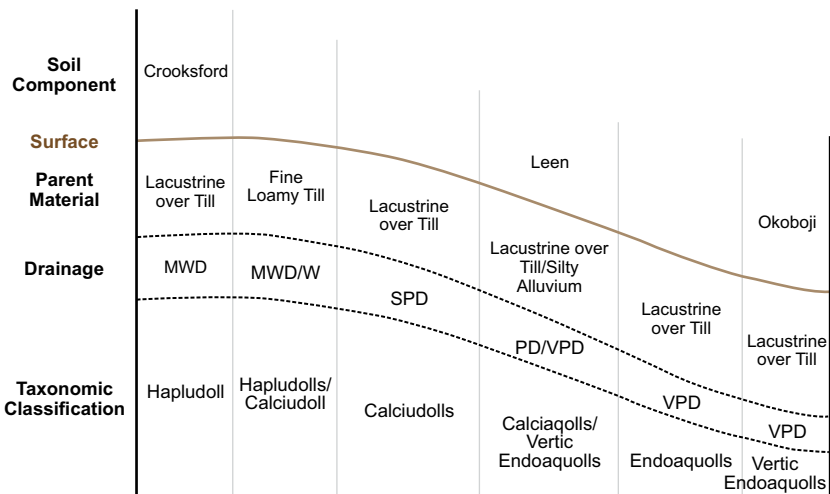 Soil
Component
Crooksford
Surface
Leen
Okoboji
Parent
Material
Lacustrine
over Till
Fine
Loamy Till
Lacustrine
over Till
Lacustrine over
Till/Silty
Alluvium
Lacustrine
over Till
Lacustrine
over Till
Drainage
MWD
MWD/W
SPD
PD/VPD
VPD
VPD
Taxonomic
Classification
Hapludoll
Hapludolls/
Calciudoll
Calciudolls
Calciaqolls/
Vertic
Endoaquolls
Endoaquolls
Vertic
Endoaquolls